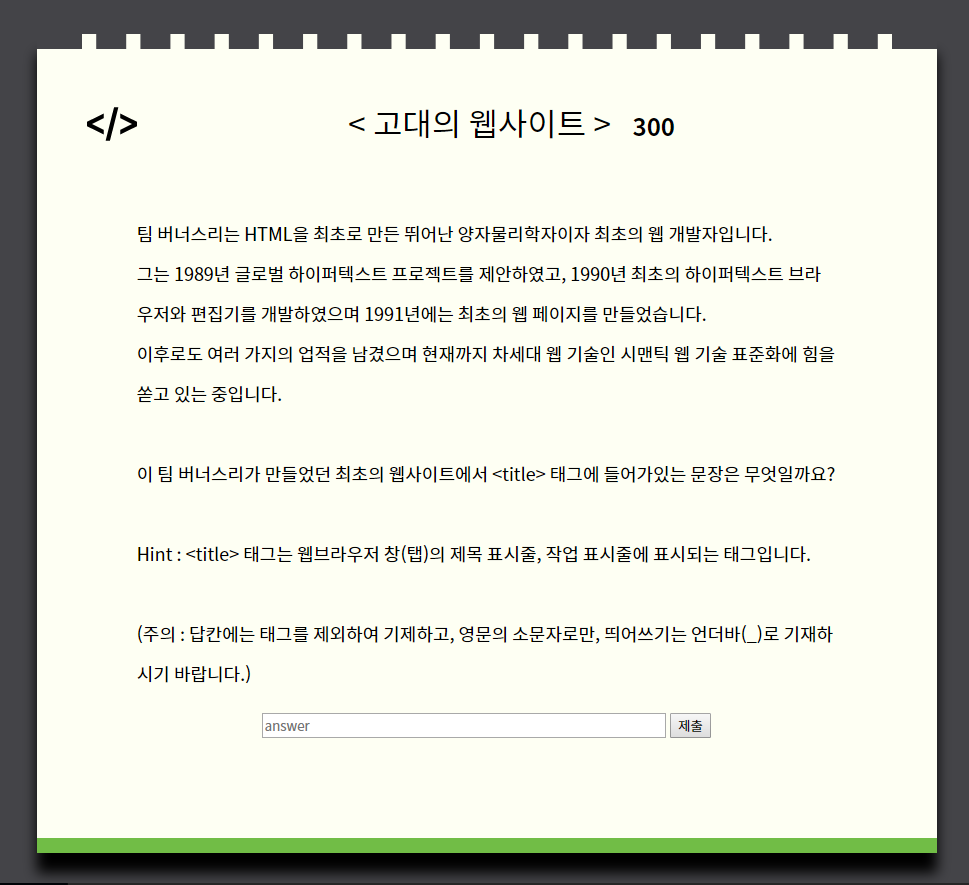 </> < 고대의 웹사이트 > 300
팀 버너스리는 HTML을 최초로 만든 뛰어난 양자물리학자이자 최초의 웹 개발자입니다.
그는 1989년 글로벌 하이퍼텍스트 프로젝트를 제안하였고, 1990년 최초의 하이퍼텍스트 브라
우저와 편집기를 개발하였으며 1991년에는 최초의 웹 페이지를 만들었습니다.
이후로도 여러 가지의 업적을 남겼으며 현재까지 차세대 웹 기술인 시맨틱 웹 기술 표준화에 힘을
쏟고 있는 중입니다.
이 팀 버너스리가 만들었던 최초의 웹사이트에서 <title> 태그에 들어가있는 문장은 무엇일까요?
Hint : <title> 태그는 웹브라우저 창(탭)의 제목 표시줄, 작업 표시줄에 표시되는 태그입니다.
(주의 : 답칸에는 태그를 제외하여 기제하고, 영문의 소문자로만, 띄어쓰기는 언더바(_)로 기재하
시기 바랍니다.)
answer 제출